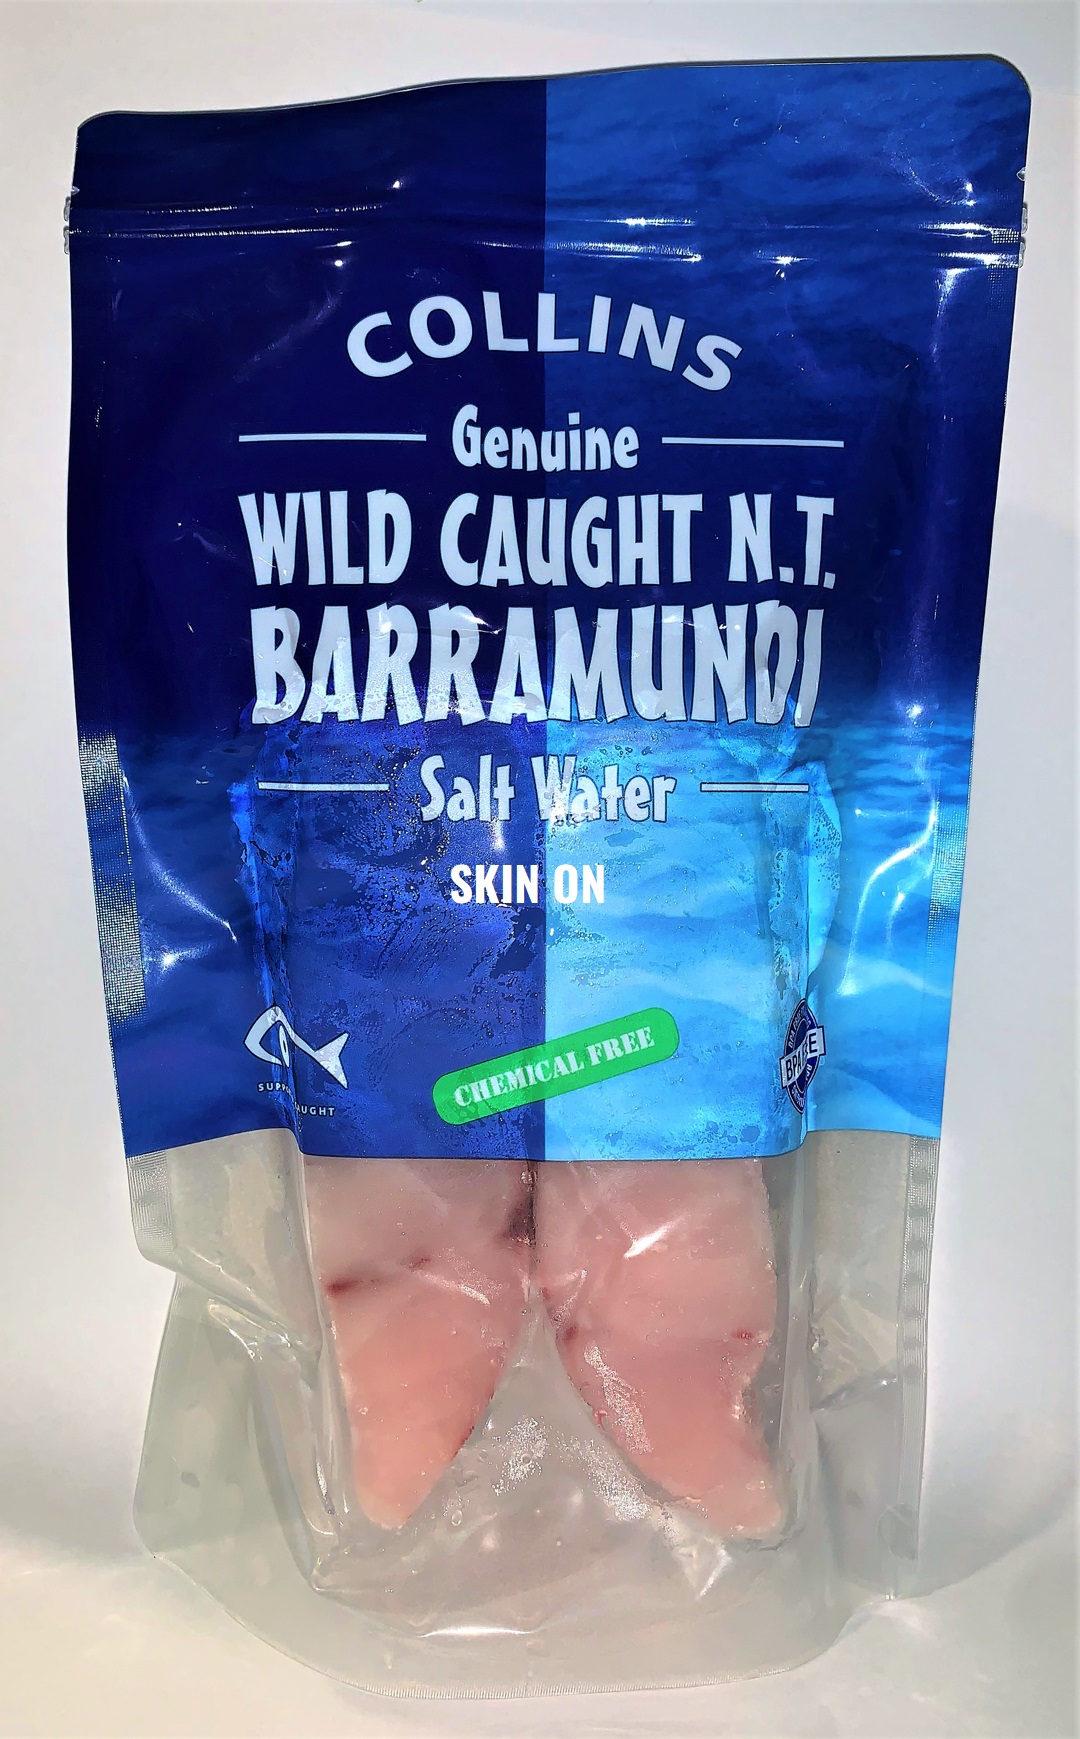 COLLINS
Genuine
WILD CAUGHT N.T.
BARRAMUNDI
Salt Water
SKIN ON
CHEMICAL FREE